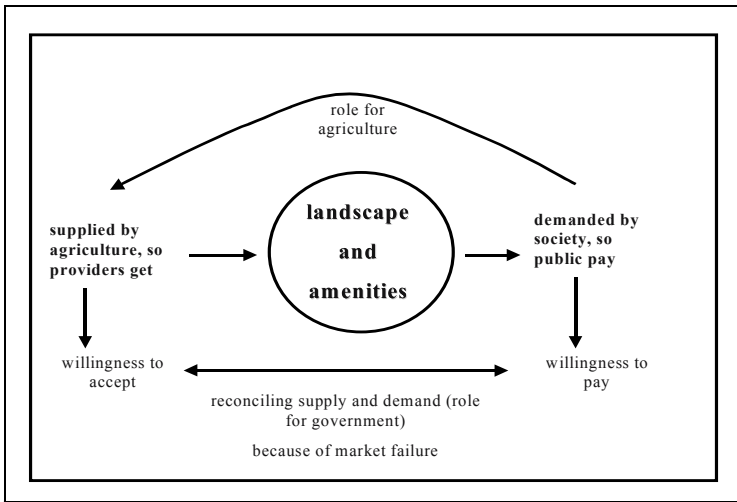 role for
agriculture
supplied by
agriculture, so
providers get
landscape
and
amenities
demanded by
society, so
public pay
willingness to
accept
willingness to
pay
reconciling supply and demand (role
for government)
because of market failure